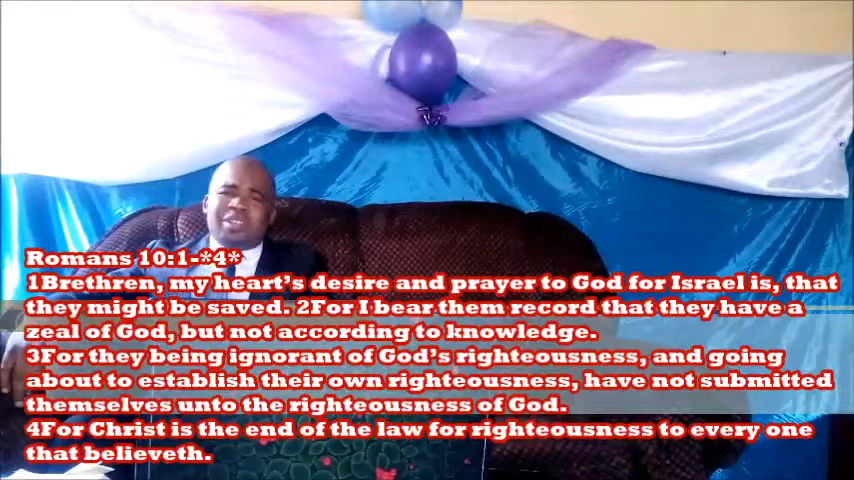 Romans 10:1-*4*
1Brethren, my heart's desire and prayer to God for Israel is, that
they might be saved. 2For I bear them record that they have a
zeal of God, but not according to knowledge.
3For they being ignorant of God's righteousness, and going
about to establish their own righteousness, have not submitted
themselves unto the righteousness of God.
4For Christ is the end of the law for righteousness to every one
that believeth.